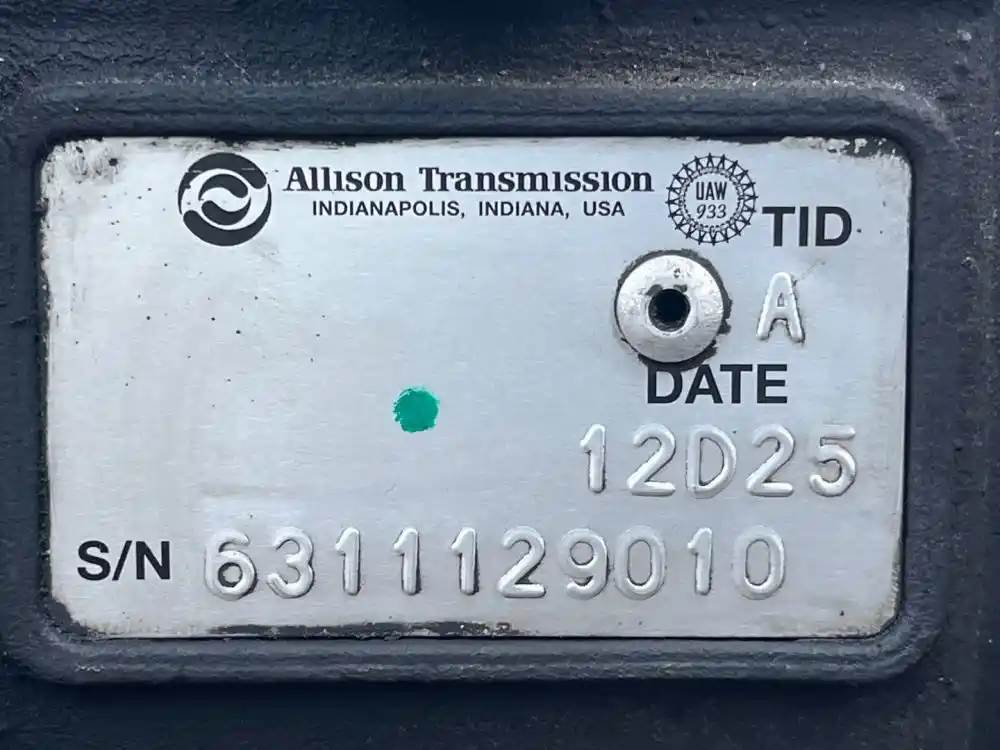 Allison Transmission
INDIANAPOLIS, INDIANA, USA
UAW
933
TID
A
DATE
12D25
S/N 6311129010